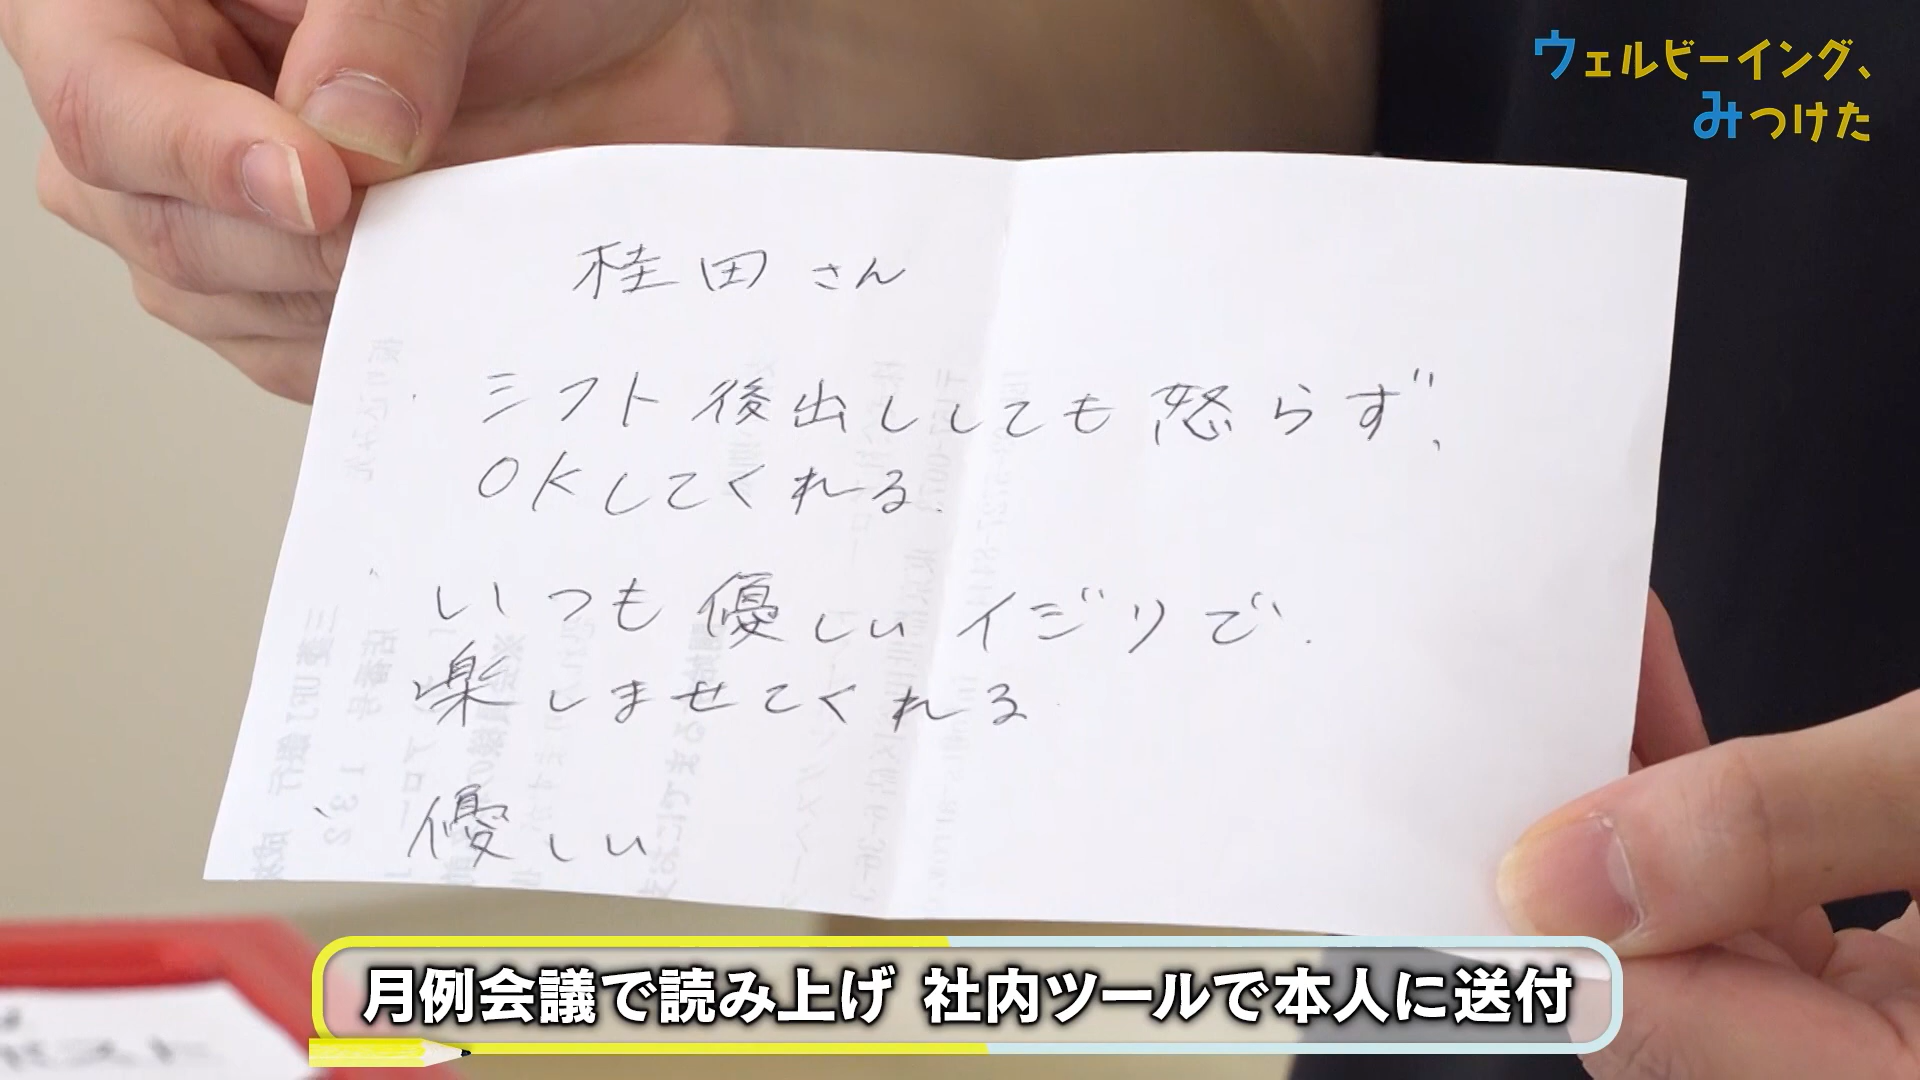 ウェルビーイング、
みつけた
桂田さん
・シフト後出ししても怒らず、
OKしてくれる。
、いつも優しいイジりで、
楽しませてくれる
、優しい
月例会議で読み上げ 社内ツールで本人に送付